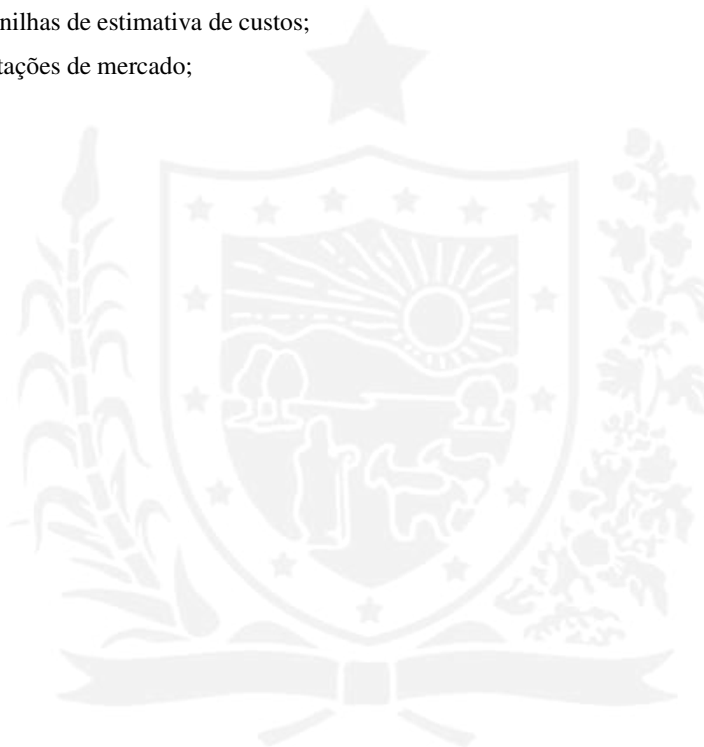 nilhas de estimativa de custos;
tações de mercado;